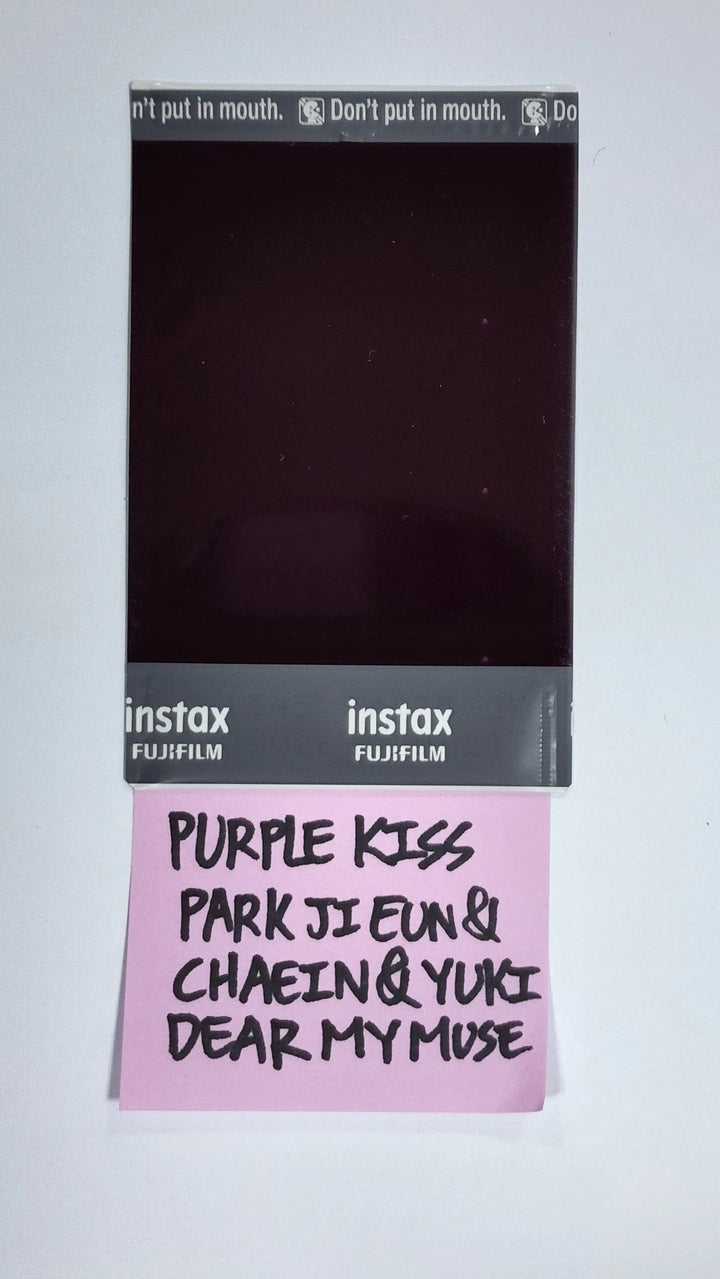 n't put in mouth. Don't put in mouth. Do
instax instax
FUJIFILM FUJIFILM
PURPLE KISS
PARK JI EUN &
CHAEIN & YUKI
DEAR MY MUSE